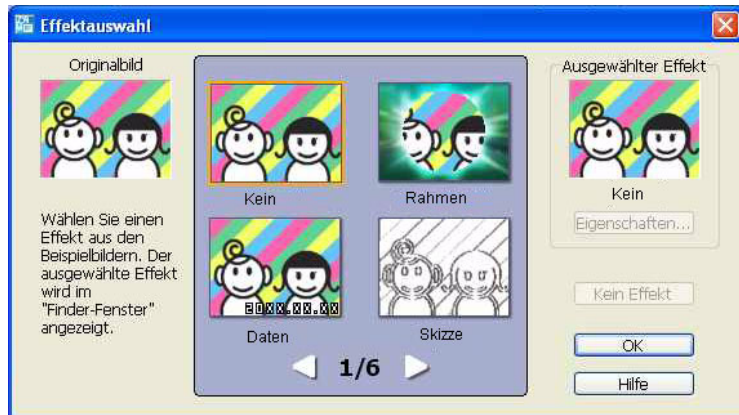 Effektauswahl
Originalbild
Wählen Sie einen
Effekt aus den
Beispielbildern. Der
ausgewählte Effekt
wird im
"Finder-Fenster"
angezeigt.
Kein
Rahmen
20XX.XX.XX
Daten
Skizze
1/6
Ausgewählter Effekt
Kein
Eigenschaften...
Kein Effekt
OK
Hilfe